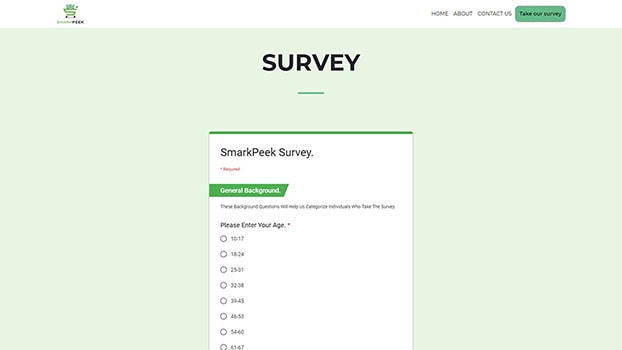 SMARKPEEK
HOME ABOUT CONTACT US Take our survey
SURVEY
SmarkPeek Survey.
* Required
General Background.
These Background Questions Will Help Us Categorize Individuals Who Take The Survey.
Please Enter Your Age. *
10-17
18-24
25-31
32-38
39-45
46-53
54-60
61-67